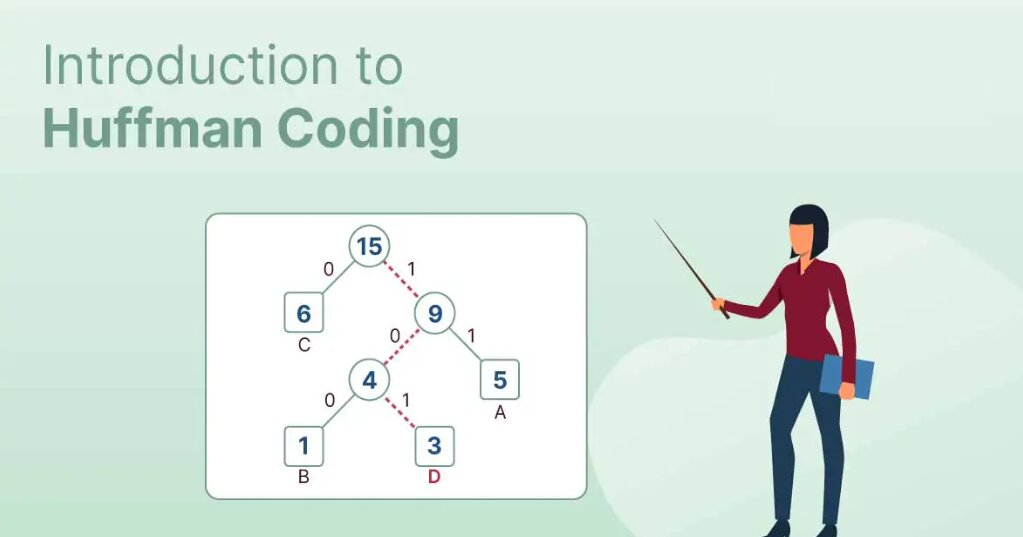 Introduction to
Huffman Coding
15
0 1
6 9
C
0 1
4 5
A
0 1
1 3
B D